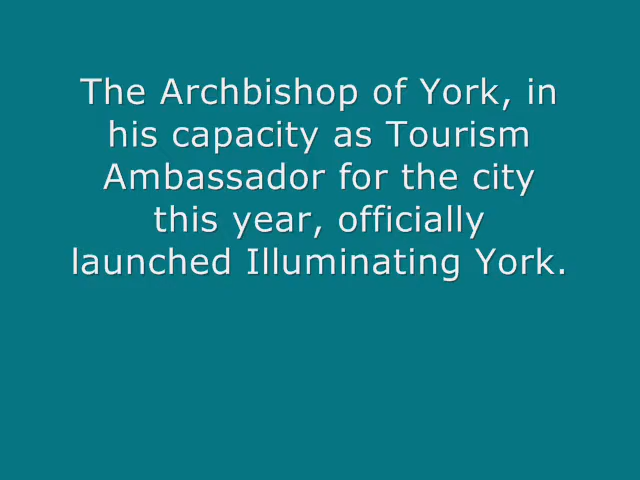 The Archbishop of York, in
his capacity as Tourism
Ambassador for the city
this year, officially
launched Illuminating York.